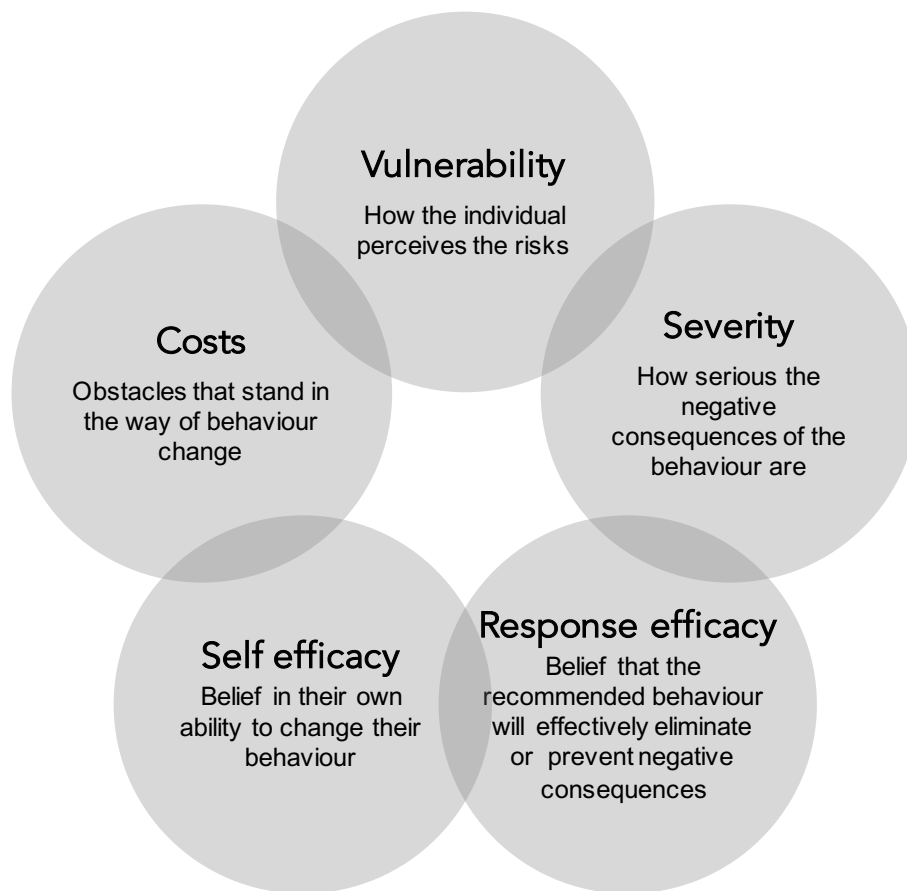 Vulnerability
How the individual
perceives the risks
Costs
Obstacles that stand in
the way of behaviour
change
Severity
How serious the
negative
consequences of the
behaviour are
Self efficacy
Belief in their own
ability to change their
behaviour
Response efficacy
Belief that the
recommended behaviour
will effectively eliminate
or prevent negative
consequences